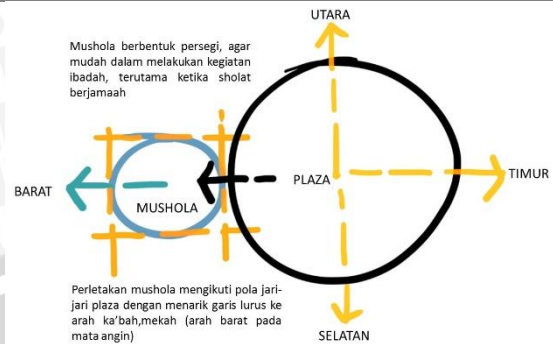 UTARA
Mushola berbentuk persegi, agar
mudah dalam melakukan kegiatan
ibadah, terutama ketika sholat
berjamaah
BARAT
MUSHOLA
PLAZA
TIMUR
Perletakan mushola mengikuti pola jari-
jari plaza dengan menarik garis lurus ke
arah ka'bah,mekah (arah barat pada
mata angin)
SELATAN